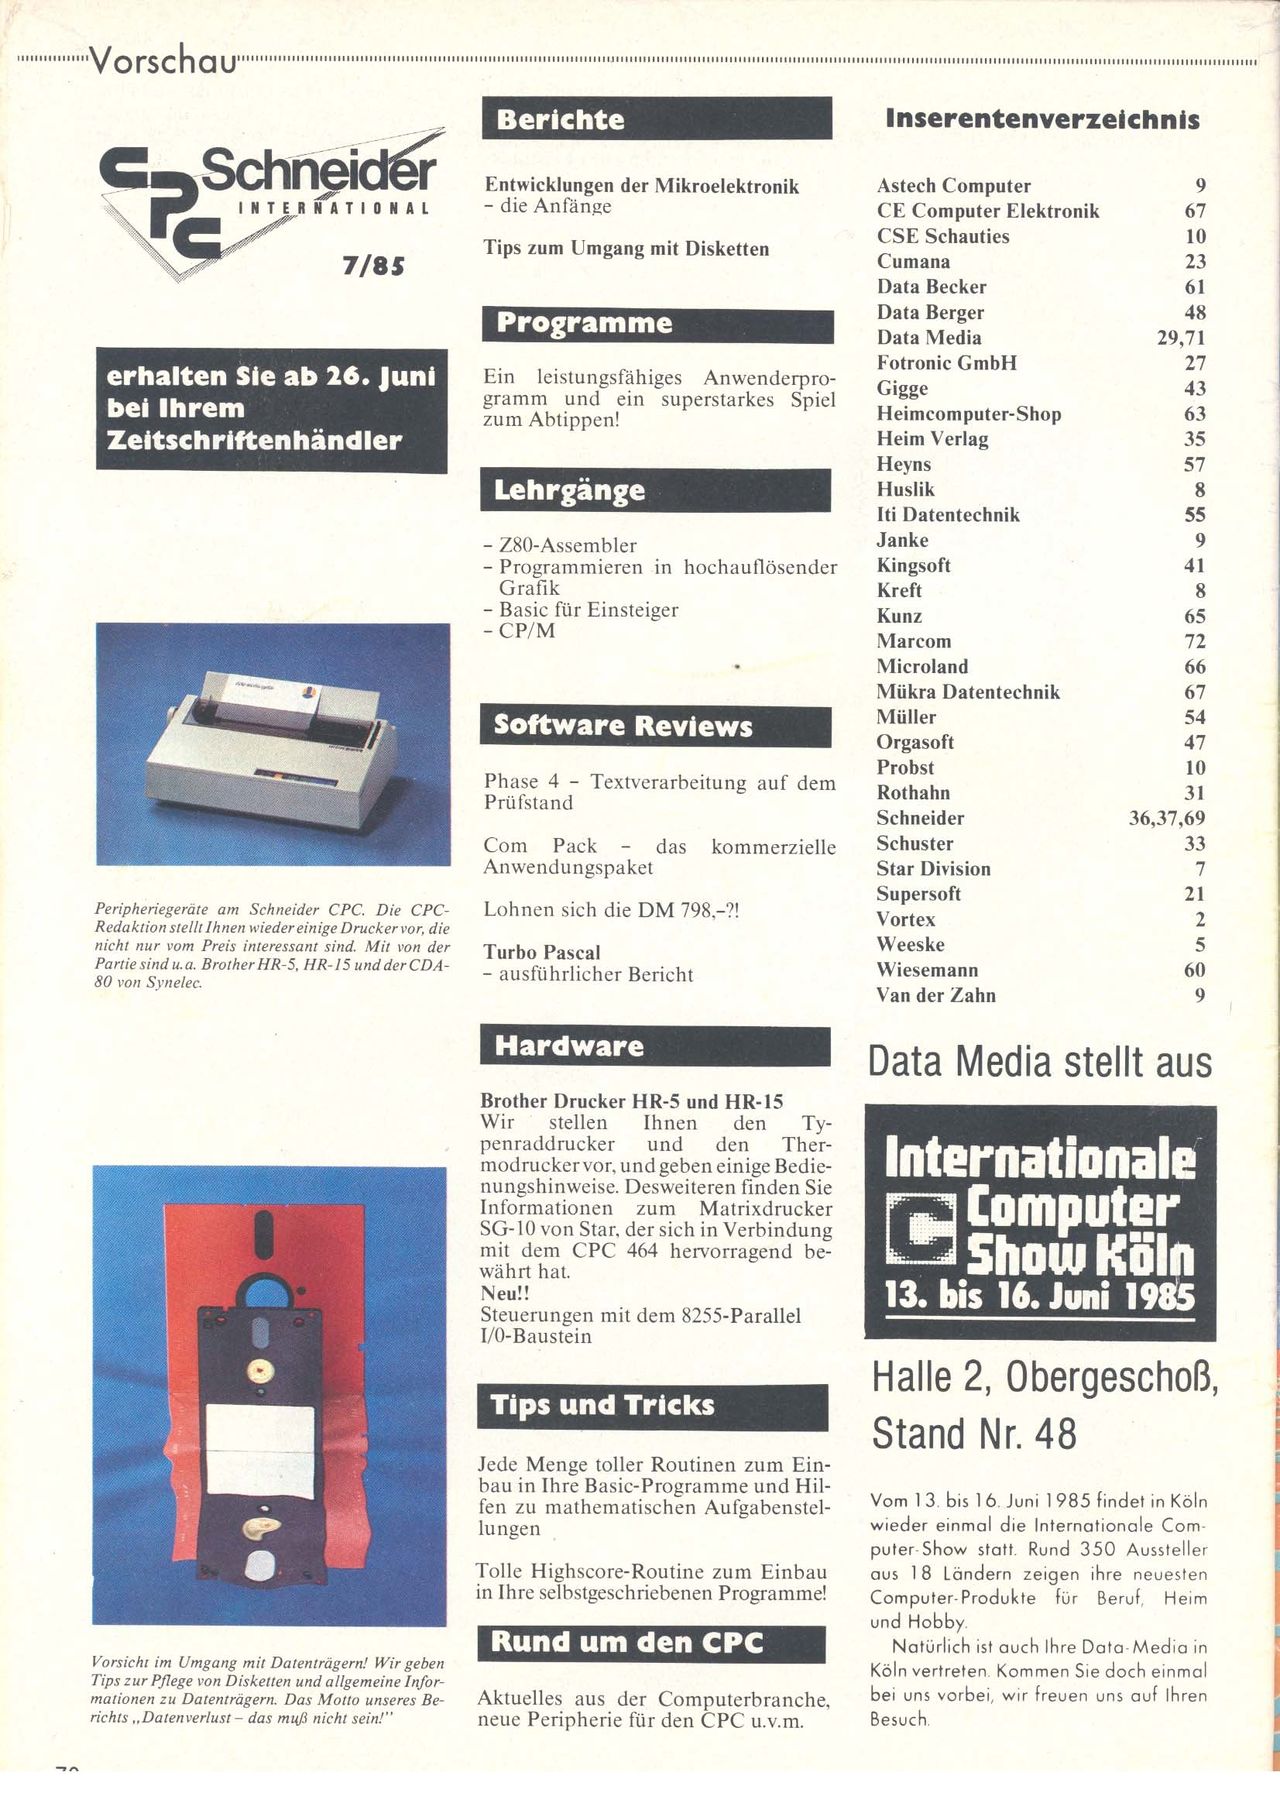 Vorschau
CPC Schneider
INTERNATIONAL
7/85
erhalten Sie ab 26. Juni
bei Ihrem
Zeitschriftenhändler
Peripheriegeräte am Schneider CPC. Die CPC-
Redaktion stellt Ihnen wieder einige Drucker vor, die
nicht nur vom Preis interessant sind. Mit von der
Partie sind u.a. Brother HR-5, HR-15 und der CDA-
80 von Synelec.
Vorsicht im Umgang mit Datenträgern! Wir geben
Tips zur Pflege von Disketten und allgemeine Infor-
mationen zu Datenträgern. Das Motto unseres Be-
richts „Datenverlust – das muß nicht sein!"
Berichte
Entwicklungen der Mikroelektronik
– die Anfänge
Tips zum Umgang mit Disketten
Programme
Ein leistungsfähiges Anwenderpro-
gramm und ein superstarkes Spiel
zum Abtippen!
Lehrgänge
– Z80-Assembler
– Programmieren in hochauflösender
Grafik
– Basic für Einsteiger
– CP/M
Software Reviews
Phase 4 – Textverarbeitung auf dem
Prüfstand
Com Pack – das kommerzielle
Anwendungspaket
Lohnen sich die DM 798,–?!
Turbo Pascal
– ausführlicher Bericht
Hardware
Brother Drucker HR-5 und HR-15
Wir stellen Ihnen den Ty-
penraddrucker und den Ther-
modrucker vor, und geben einige Bedie-
nungshinweise. Desweiteren finden Sie
Informationen zum Matrixdrucker
SG-10 von Star, der sich in Verbindung
mit dem CPC 464 hervorragend be-
währt hat.
Neu!!
Steuerungen mit dem 8255-Parallel
I/0-Baustein
Tips und Tricks
Jede Menge toller Routinen zum Ein-
bau in Ihre Basic-Programme und Hil-
fen zu mathematischen Aufgabenstel-
lungen
Tolle Highscore-Routine zum Einbau
in Ihre selbstgeschriebenen Programme!
Rund um den CPC
Aktuelles aus der Computerbranche,
neue Peripherie für den CPC u.v.m.
Inserentenverzeichnis
Astech Computer 9
CE Computer Elektronik 67
CSE Schauties 10
Cumana 23
Data Becker 61
Data Berger 48
Data Media 29,71
Fotronic GmbH 27
Gigge 43
Heimcomputer-Shop 63
Heim Verlag 35
Heyns 57
Huslik 8
Iti Datentechnik 55
Janke 9
Kingsoft 41
Kreft 8
Kunz 65
Marcom 72
Microland 66
Mükra Datentechnik 67
Müller 54
Orgasoft 47
Probst 10
Rothahn 31
Schneider 36,37,69
Schuster 33
Star Division 7
Supersoft 21
Vortex 2
Weeske 5
Wiesemann 60
Van der Zahn 9
Data Media stellt aus
Internationale
C Computer
Show Köln
13. bis 16. Juni 1985
Halle 2, Obergeschoß,
Stand Nr. 48
Vom 13. bis 16. Juni 1985 findet in Köln
wieder einmal die Internationale Com-
puter-Show statt. Rund 350 Aussteller
aus 18 Ländern zeigen ihre neuesten
Computer-Produkte für Beruf, Heim
und Hobby.
Natürlich ist auch Ihre Data-Media in
Köln vertreten. Kommen Sie doch einmal
bei uns vorbei, wir freuen uns auf Ihren
Besuch.